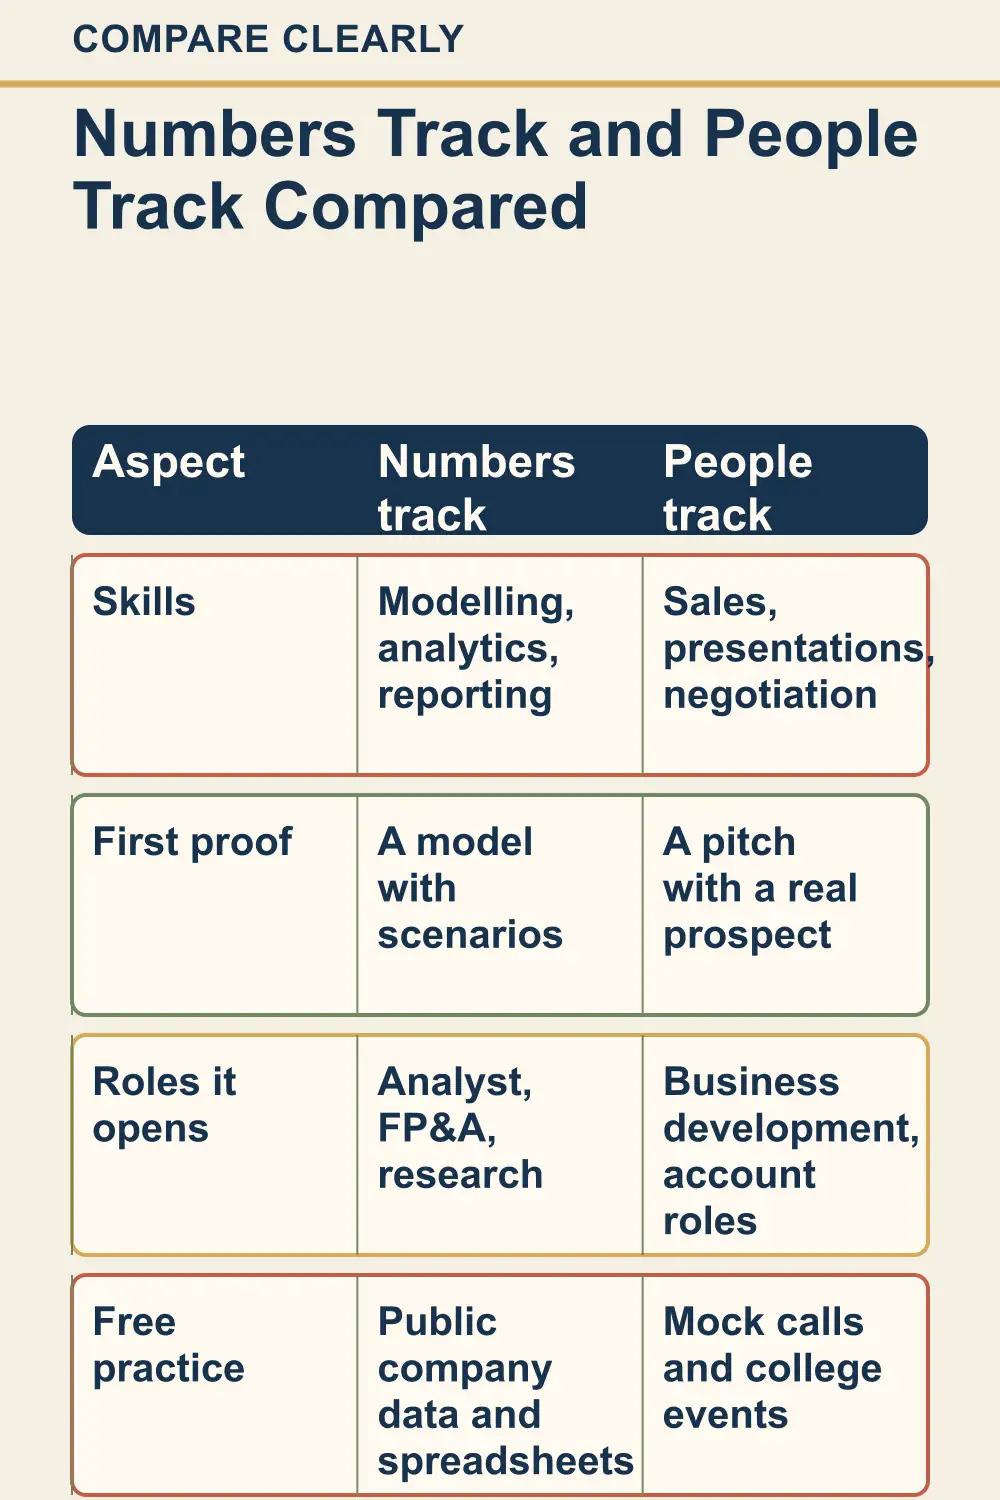 COMPARE CLEARLY
Numbers Track and People
Track Compared
Aspect
Numbers
track
People
track
Skills
Modelling,
analytics,
reporting
Sales,
presentations,
negotiation
First proof
A model
with
scenarios
A pitch
with a real
prospect
Roles it
opens
Analyst,
FP&A,
research
Business
development,
account
roles
Free
practice
Public
company
data and
spreadsheets
Mock calls
and college
events